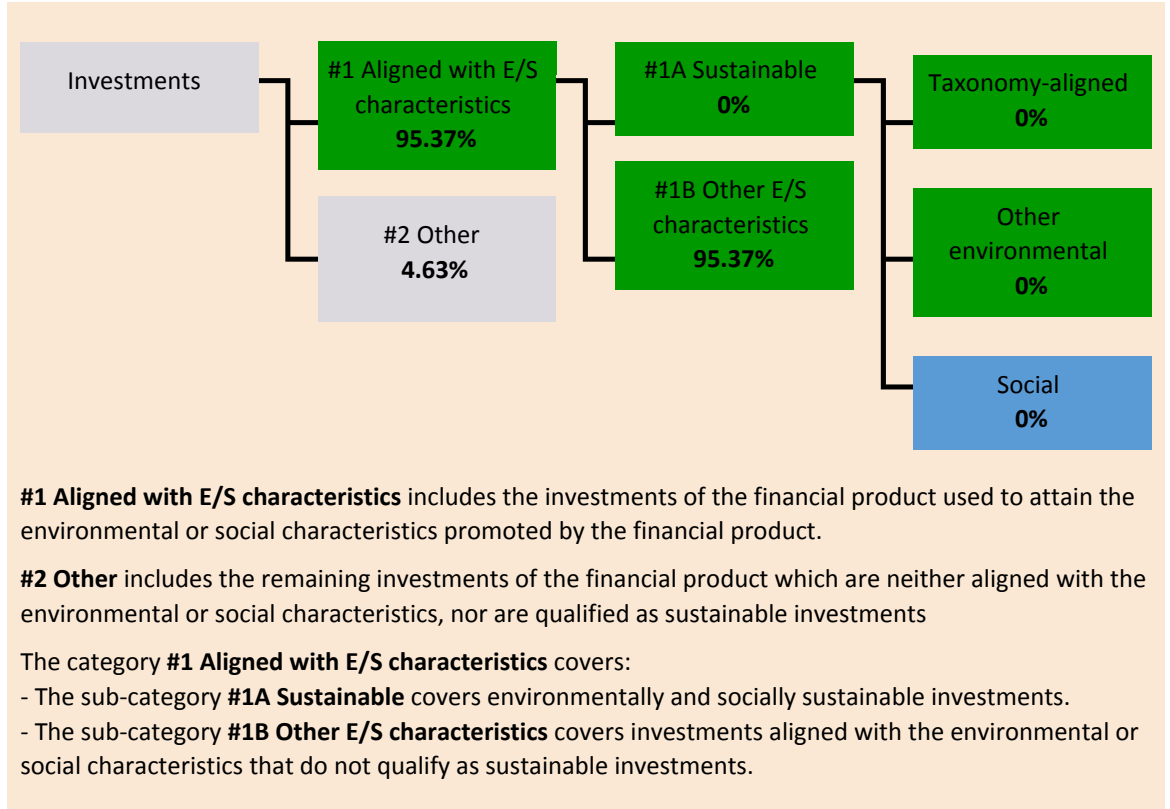 Investments
#1 Aligned with E/S
characteristics
95.37%
#2 Other
4.63%
#1A Sustainable
0%
#1B Other E/S
characteristics
95.37%
Taxonomy-aligned
0%
Other
environmental
0%
Social
0%
#1 Aligned with E/S characteristics includes the investments of the financial product used to attain the
environmental or social characteristics promoted by the financial product.
#2 Other includes the remaining investments of the financial product which are neither aligned with the
environmental or social characteristics, nor are qualified as sustainable investments
The category #1 Aligned with E/S characteristics covers:
- The sub-category #1A Sustainable covers environmentally and socially sustainable investments.
- The sub-category #1B Other E/S characteristics covers investments aligned with the environmental or
social characteristics that do not qualify as sustainable investments.